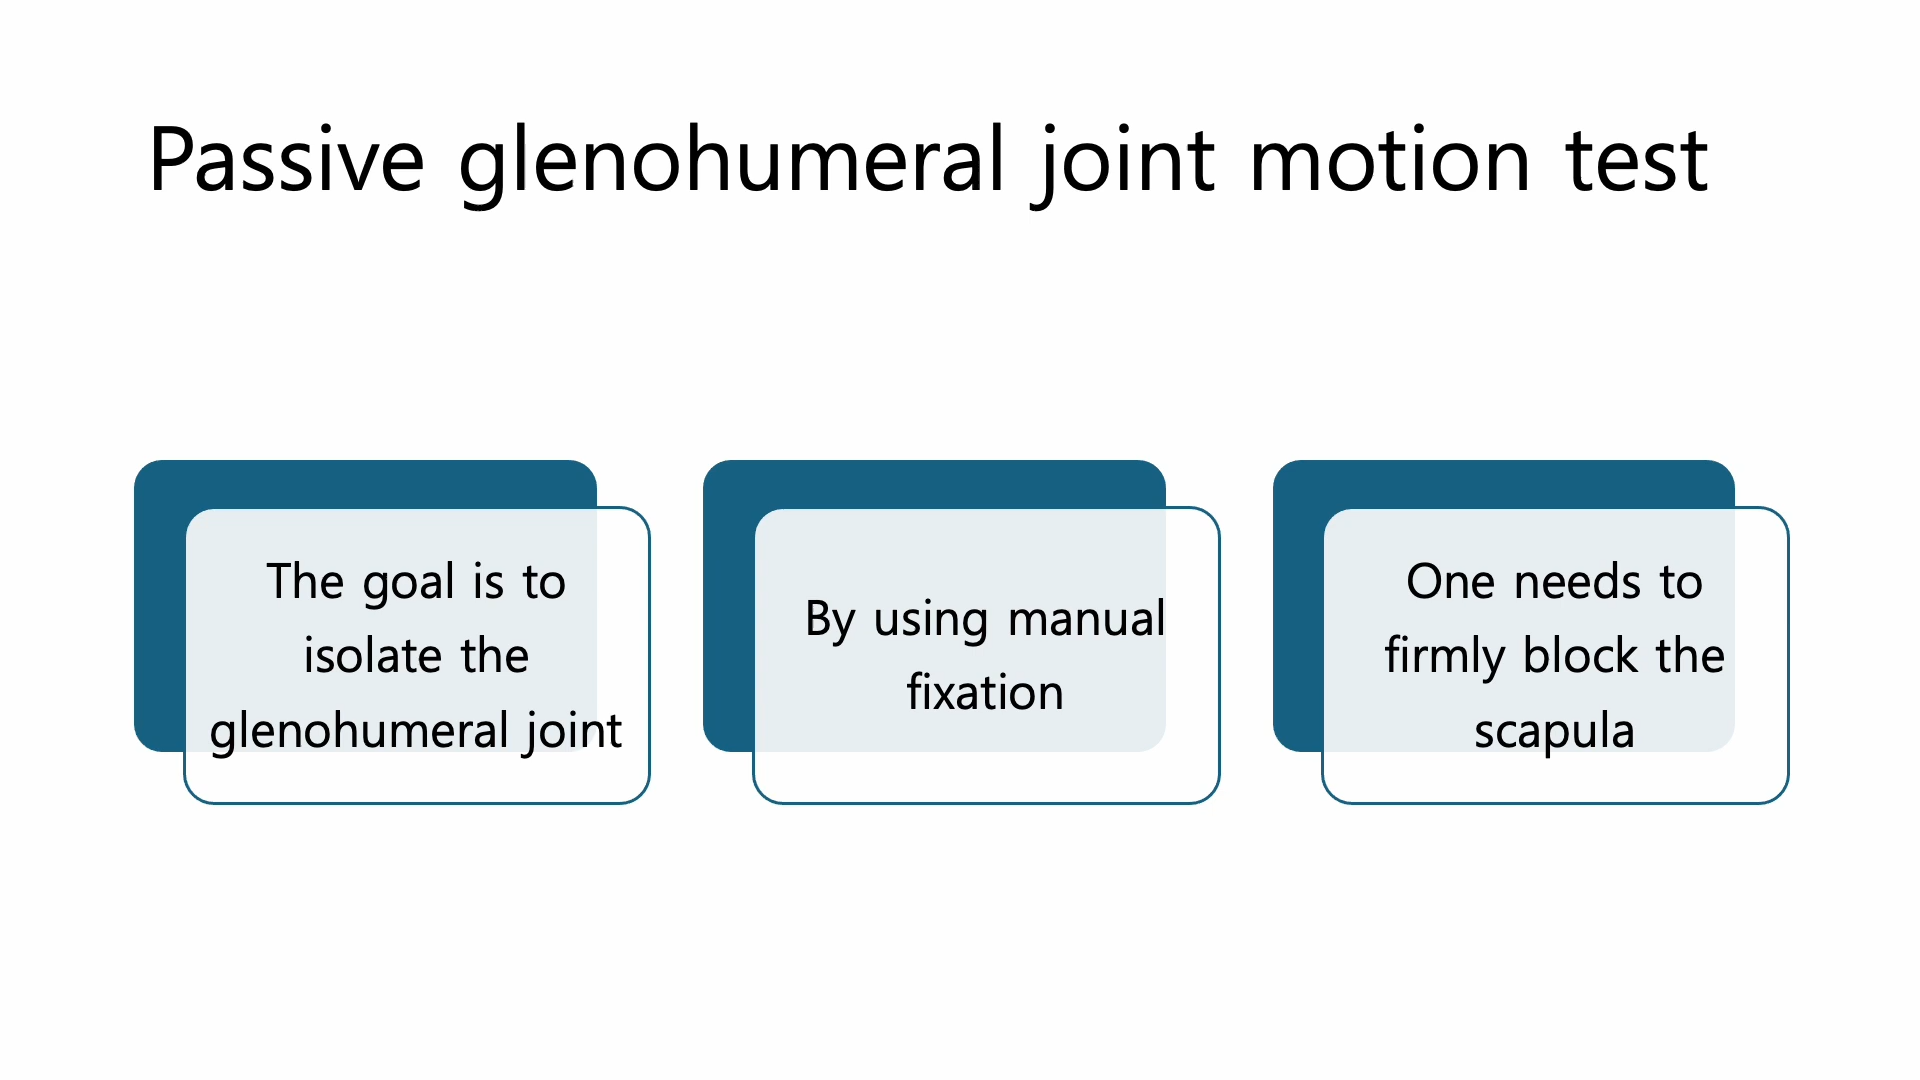 Passive glenohumeral joint motion test
The goal is to
isolate the
glenohumeral joint
By using manual
fixation
One needs to
firmly block the
scapula